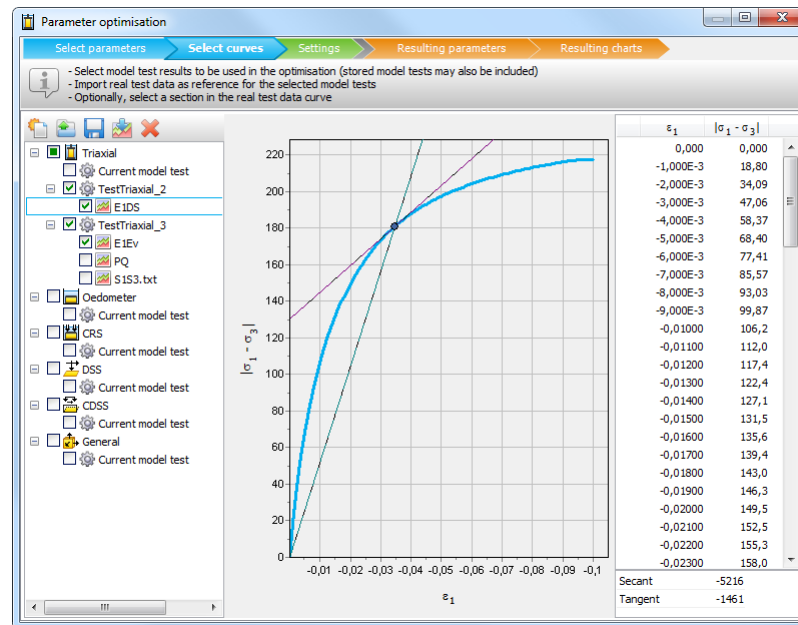 Parameter optimisation
Select parameters Select curves Settings Resulting parameters Resulting charts
- Select model test results to be used in the optimisation (stored model tests may also be included)
- Import real test data as reference for the selected model tests
- Optionally, select a section in the real test data curve
Triaxial
Current model test
TestTriaxial_2
E1DS
TestTriaxial_3
E1Ev
PQ
S1S3.txt
Oedometer
Current model test
CRS
Current model test
DSS
Current model test
CDSS
Current model test
General
Current model test
|σ1 - σ3|
220
200
180
160
140
120
100
80
60
40
20
0
-0,01 -0,02 -0,03 -0,04 -0,05 -0,06 -0,07 -0,08 -0,09 -0,1
ε1
ε1 |σ1 - σ3|
0,000 0,000
-1,000E-3 18,80
-2,000E-3 34,09
-3,000E-3 47,06
-4,000E-3 58,37
-5,000E-3 68,40
-6,000E-3 77,41
-7,000E-3 85,57
-8,000E-3 93,03
-9,000E-3 99,87
-0,01000 106,2
-0,01100 112,0
-0,01200 117,4
-0,01300 122,4
-0,01400 127,1
-0,01500 131,5
-0,01600 135,6
-0,01700 139,4
-0,01800 143,0
-0,01900 146,3
-0,02000 149,5
-0,02100 152,5
-0,02200 155,3
-0,02300 158,0
Secant -5216
Tangent -1461